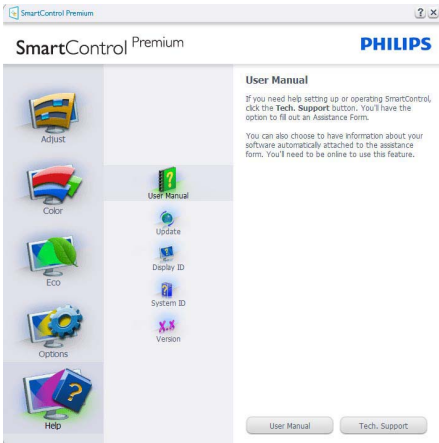 SmartControl Premium
? X
SmartControl Premium
PHILIPS
Adjust
Color
Eco
Options
Help
User Manual
Update
Display ID
System ID
X.X
Version
User Manual
If you need help setting up or operating SmartControl,
click the Tech. Support button. You'll have the
option to fill out an Assistance Form.
You can also choose to have information about your
software automatically attached to the assistance
form. You'll need to be online to use this feature.
User Manual
Tech. Support